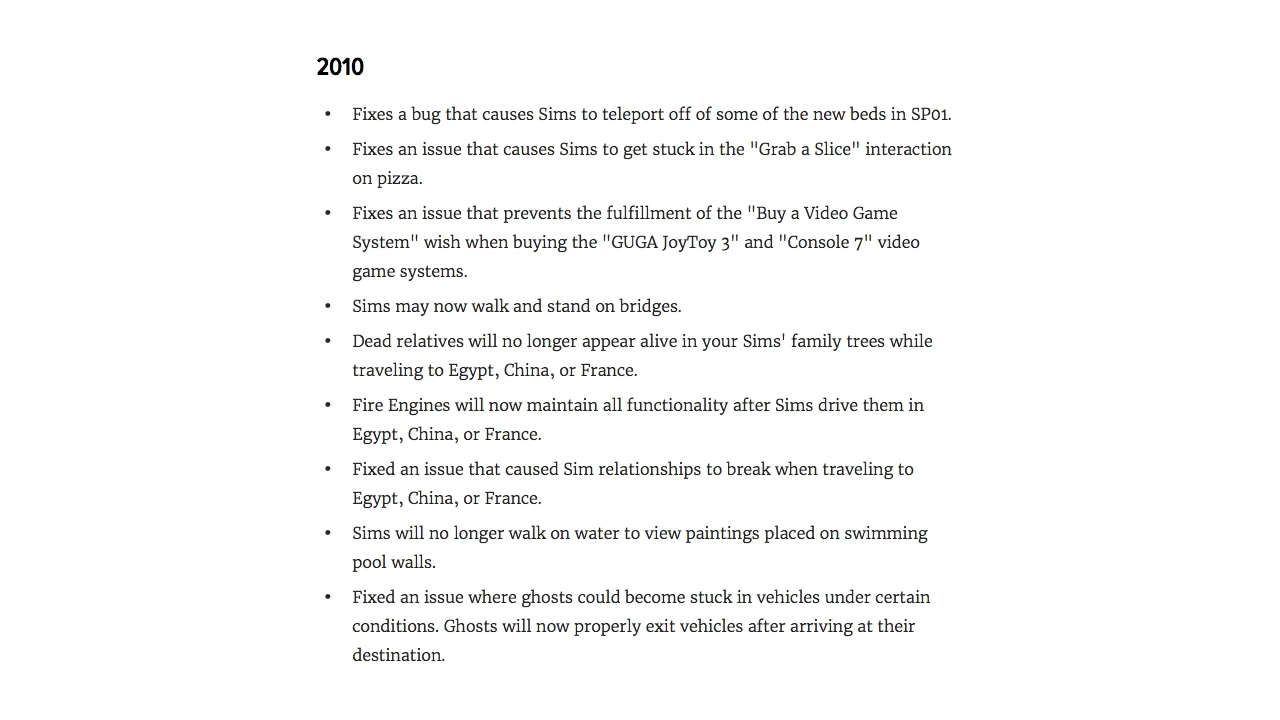 2010
• Fixes a bug that causes Sims to teleport off of some of the new beds in SP01.
• Fixes an issue that causes Sims to get stuck in the "Grab a Slice" interaction
on pizza.
• Fixes an issue that prevents the fulfillment of the "Buy a Video Game
System" wish when buying the "GUGA JoyToy 3" and "Console 7" video
game systems.
• Sims may now walk and stand on bridges.
• Dead relatives will no longer appear alive in your Sims' family trees while
traveling to Egypt, China, or France.
• Fire Engines will now maintain all functionality after Sims drive them in
Egypt, China, or France.
• Fixed an issue that caused Sim relationships to break when traveling to
Egypt, China, or France.
• Sims will no longer walk on water to view paintings placed on swimming
pool walls.
• Fixed an issue where ghosts could become stuck in vehicles under certain
conditions. Ghosts will now properly exit vehicles after arriving at their
destination.